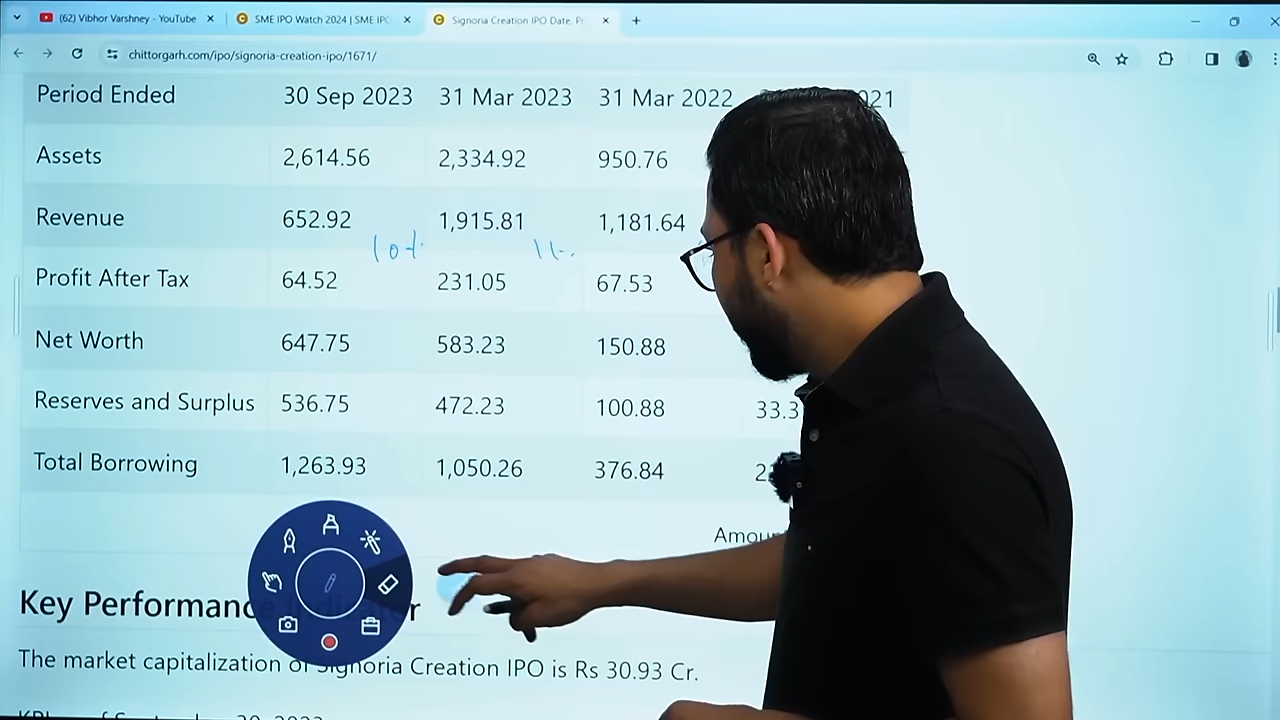 (62) Vibhor Varshney - YouTube
SME IPO Watch 2024 | SME IPO
Signoria Creation IPO Date, Pr
chittorgarh.com/ipo/signoria-creation-ipo/1671/
Period Ended 30 Sep 2023 31 Mar 2023 31 Mar 2022
Assets 2,614.56 2,334.92 950.76
Revenue 652.92 1,915.81 1,181.64
10%
Profit After Tax 64.52 231.05 67.53
Net Worth 647.75 583.23 150.88
Reserves and Surplus 536.75 472.23 100.88 33.3
Total Borrowing 1,263.93 1,050.26 376.84
Key Performance Indicator
The market capitalization of Signoria Creation IPO is Rs 30.93 Cr.